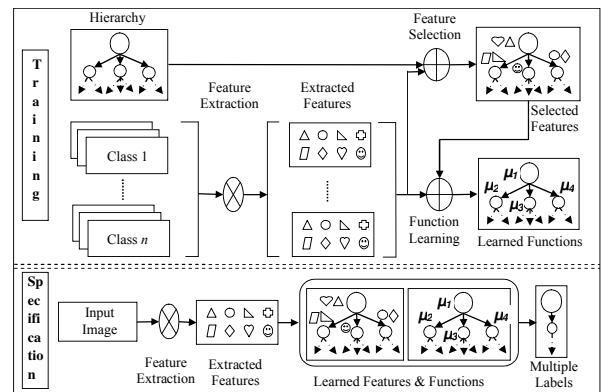 Hierarchy
Feature
Selection
T
r
a
i
n
i
n
g
Feature
Extraction
Extracted
Features
Selected
Features
Class 1
Class n
μ1
μ2
μ3
μ4
Function
Learning
Learned Functions
Sp
ec
ifi
ca
tion
Input
Image
Feature
Extraction
Extracted
Features
μ1
μ2
μ3
μ4
Learned Features & Functions
Multiple
Labels